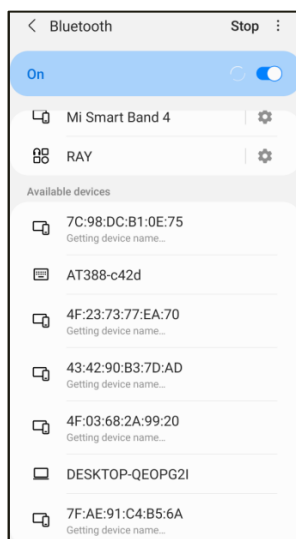 Bluetooth Stop
On
Mi Smart Band 4
RAY
Available devices
7C:98:DC:B1:0E:75
Getting device name...
AT388-c42d
4F:23:73:77:EA:70
Getting device name...
43:42:90:B3:7D:AD
Getting device name...
4F:03:68:2A:99:20
Getting device name...
DESKTOP-QEOPG2I
7F:AE:91:C4:B5:6A
Getting device name...